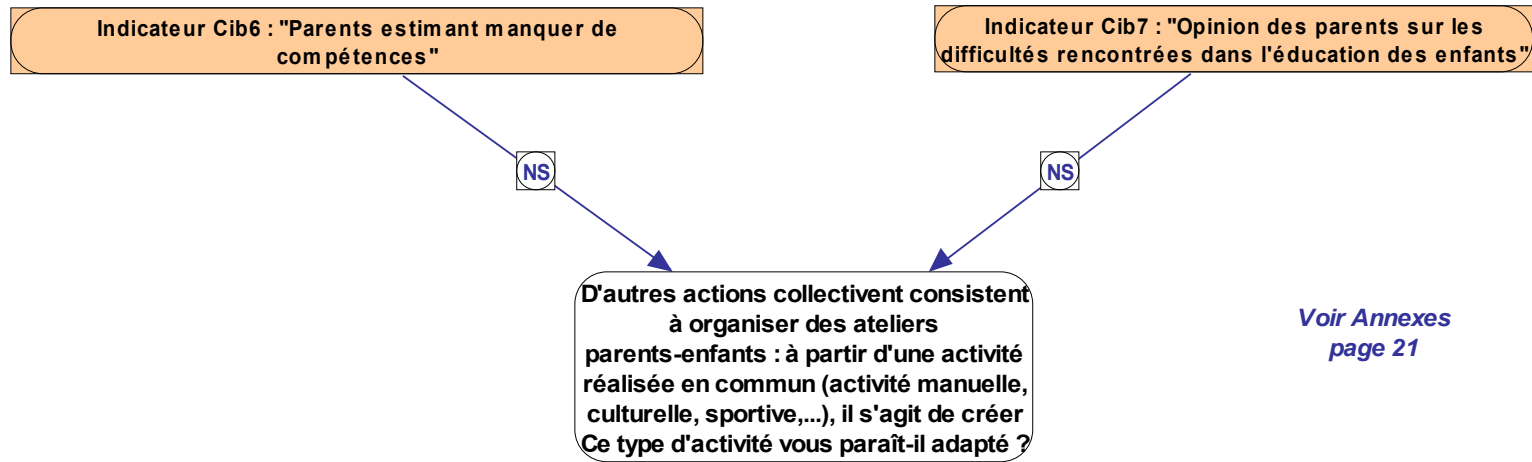 Indicateur Cib6 : "Parents estimant manquer de
compétences"
Indicateur Cib7 : "Opinion des parents sur les
difficultés rencontrées dans l'éducation des enfants"
NS
NS
D'autres actions collectivent consistent
à organiser des ateliers
parents-enfants : à partir d'une activité
réalisée en commun (activité manuelle,
culturelle, sportive,...), il s'agit de créer
Ce type d'activité vous paraît-il adapté ?
Voir Annexes
page 21